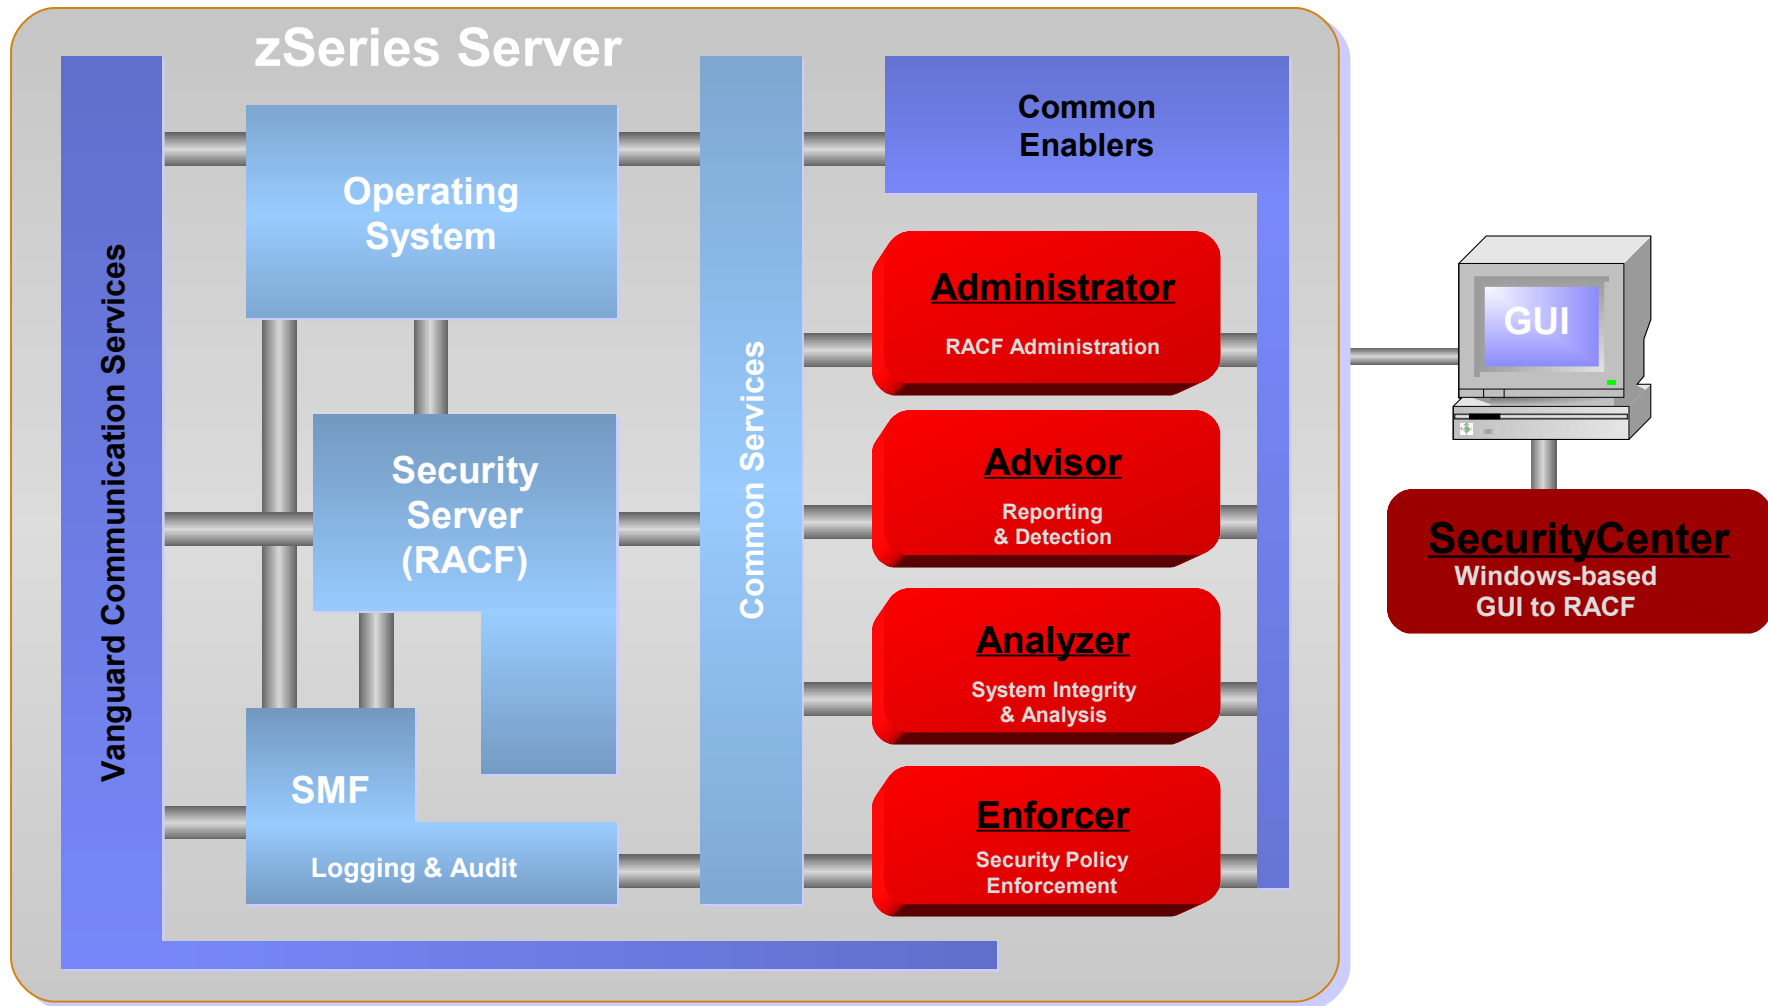 zSeries Server
Vanguard Communication Services
Operating
System
Security
Server
(RACF)
SMF
Logging & Audit
Common Services
Common
Enablers
Administrator
RACF Administration
Advisor
Reporting
& Detection
Analyzer
System Integrity
& Analysis
Enforcer
Security Policy
Enforcement
GUI
SecurityCenter
Windows-based
GUI to RACF